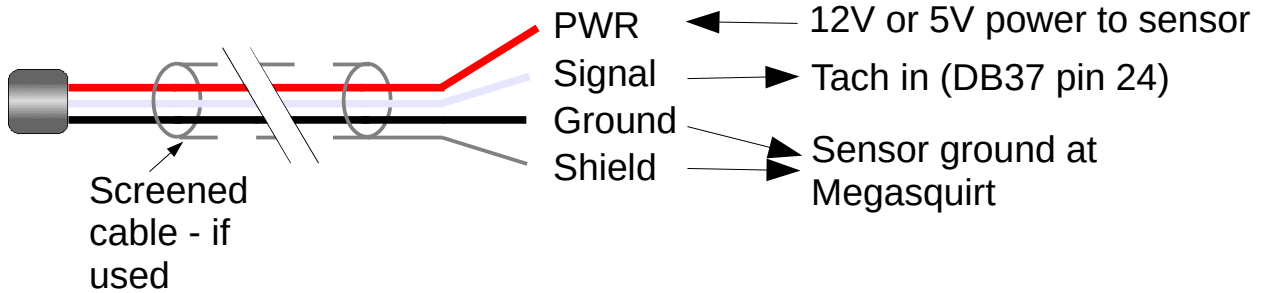 PWR
12V or 5V power to sensor
Signal
Tach in (DB37 pin 24)
Ground
Shield
Sensor ground at
Megasquirt
Screened
cable - if
used